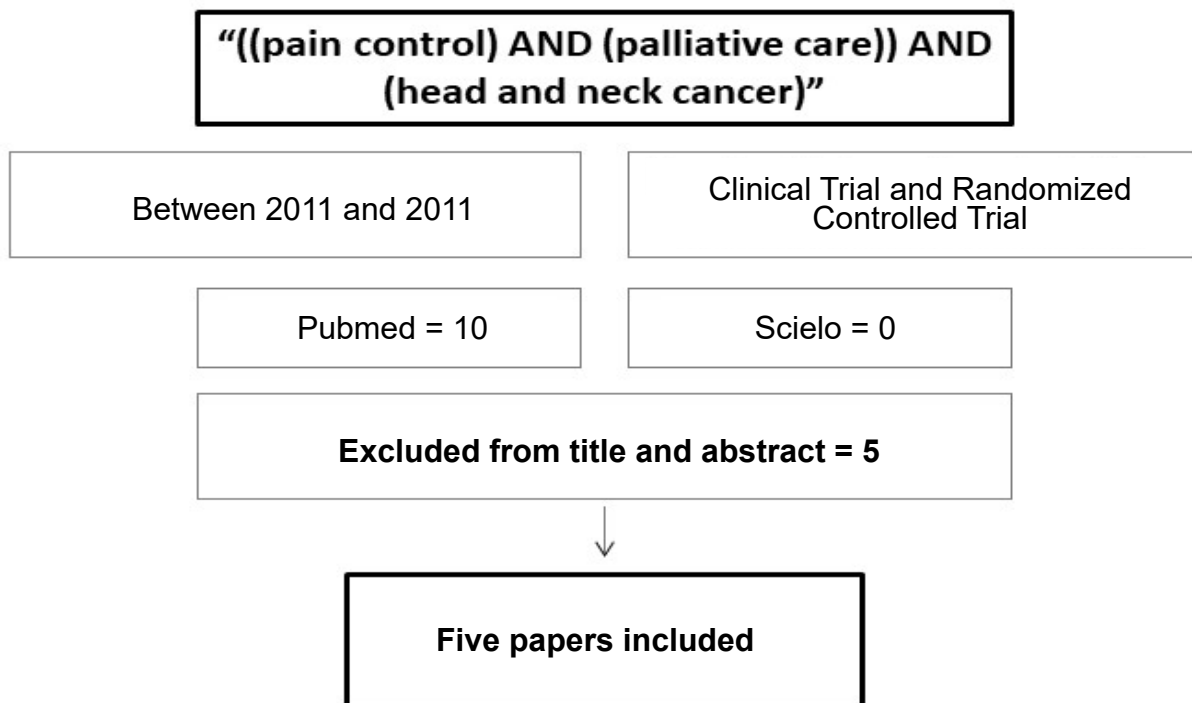 “((pain control) AND (palliative care)) AND
(head and neck cancer)”
Between 2011 and 2011
Clinical Trial and Randomized
Controlled Trial
Pubmed = 10
Scielo = 0
Excluded from title and abstract = 5
Five papers included